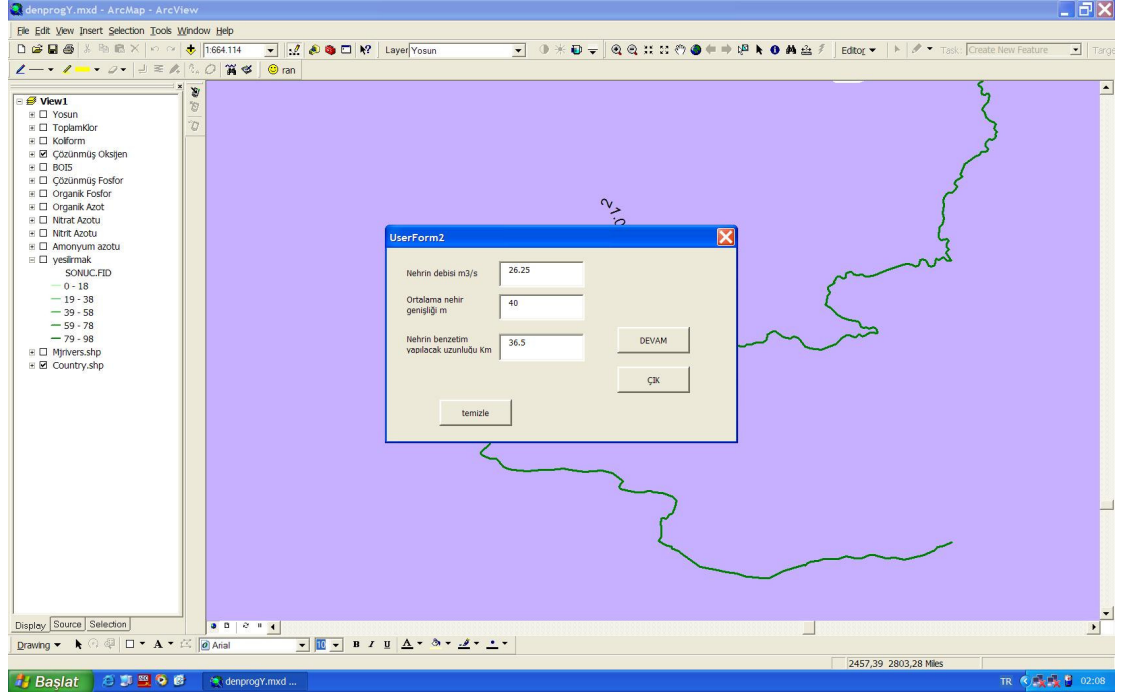 denprogY.mxd - ArcMap - ArcView
File Edit View Insert Selection Tools Window Help
1:664.114 Layer Yosun Editor Task: Create New Feature Targe
ran
View1
Yosun
ToplamKlor
Koliform
Çözünmüş Oksijen
BOI5
Çözünmüş Fosfor
Organik Fosfor
Organik Azot
Nitrat Azotu
Nitrit Azotu
Amonyum azotu
yesilirmak
SONUC.FID
0 - 18
19 - 38
39 - 58
59 - 78
79 - 98
Mjrivers.shp
Country.shp
21.0
UserForm2
Nehrin debisi m3/s 26.25
Ortalama nehir
genişliği m 40
Nehrin benzetim
yapılacak uzunluğu Km 36.5
DEVAM
ÇIK
temizle
Display Source Selection
Drawing A Arial 10 B I U A
2457,39 2803,28 Miles
Başlat denprogY.mxd ... TR 02:08